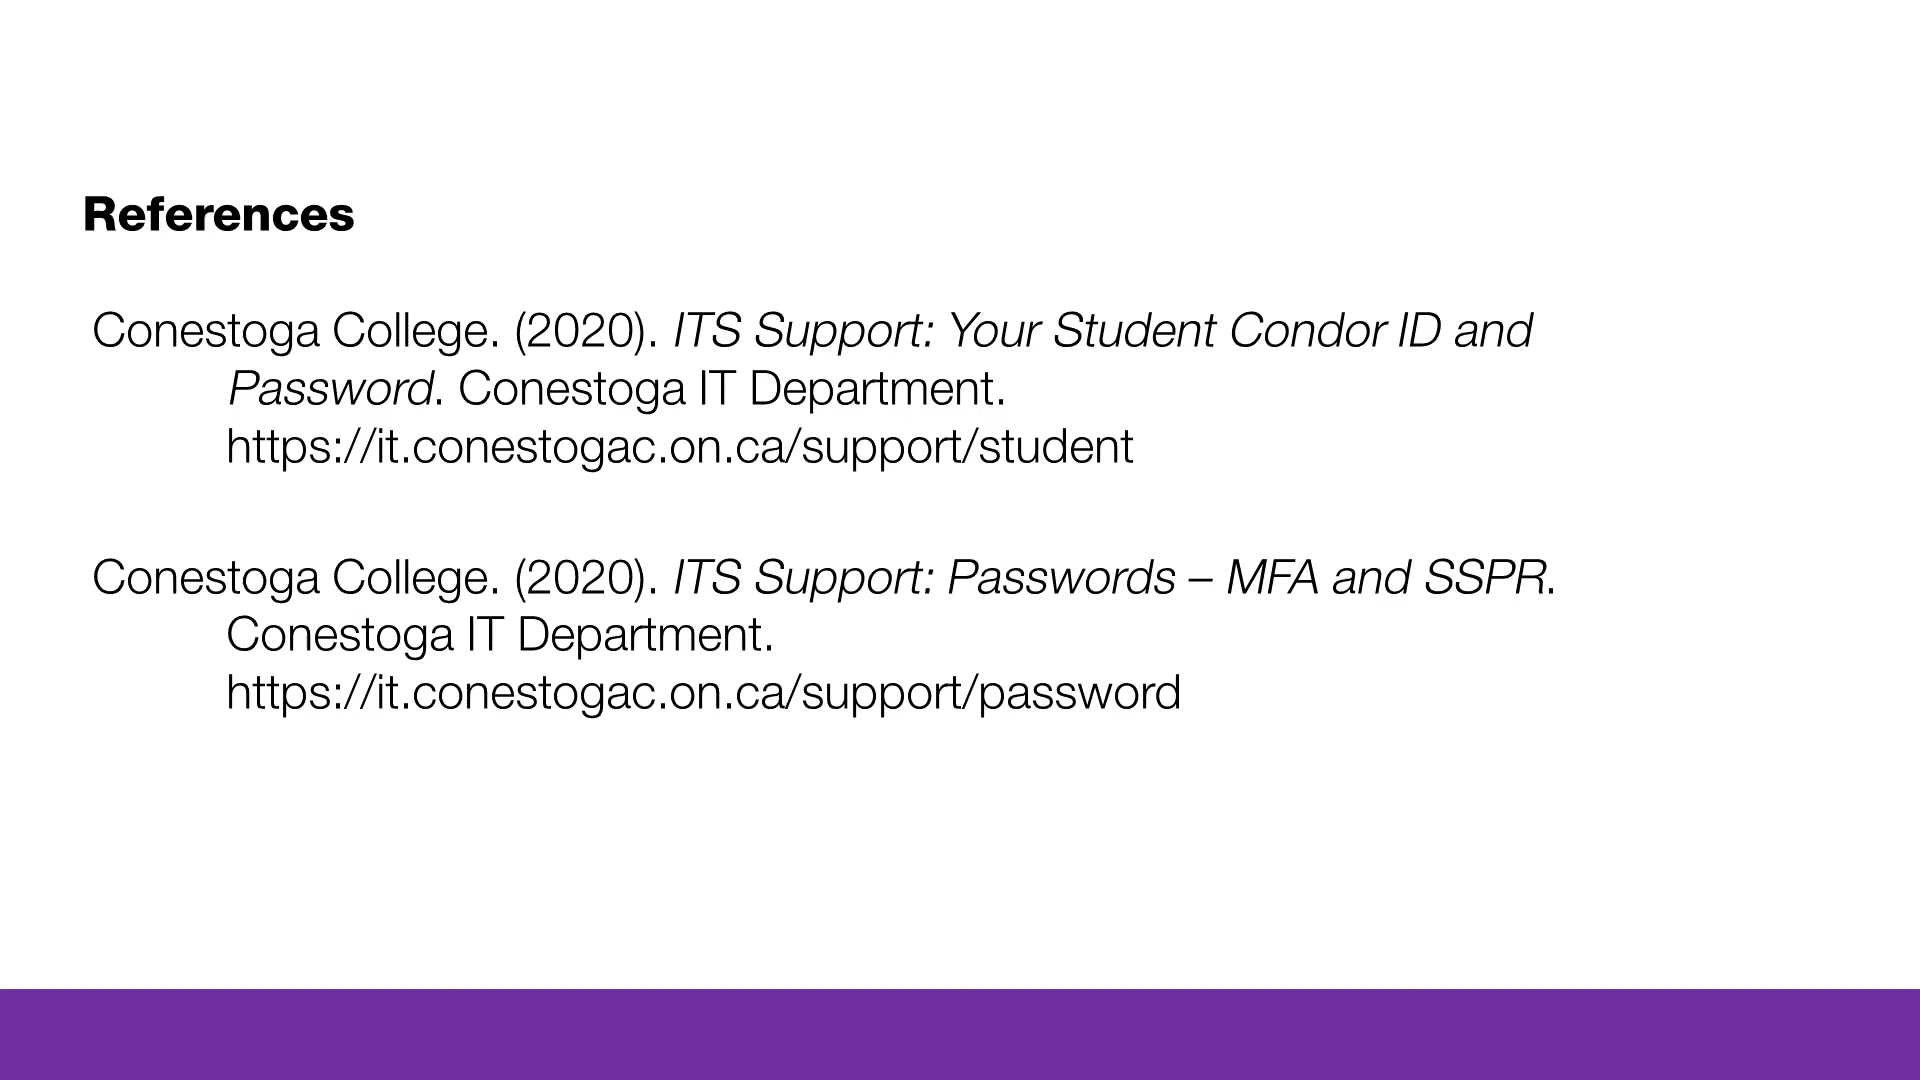 References
Conestoga College. (2020). ITS Support: Your Student Condor ID and
Password. Conestoga IT Department.
https://it.conestogac.on.ca/support/student
Conestoga College. (2020). ITS Support: Passwords – MFA and SSPR.
Conestoga IT Department.
https://it.conestogac.on.ca/support/password